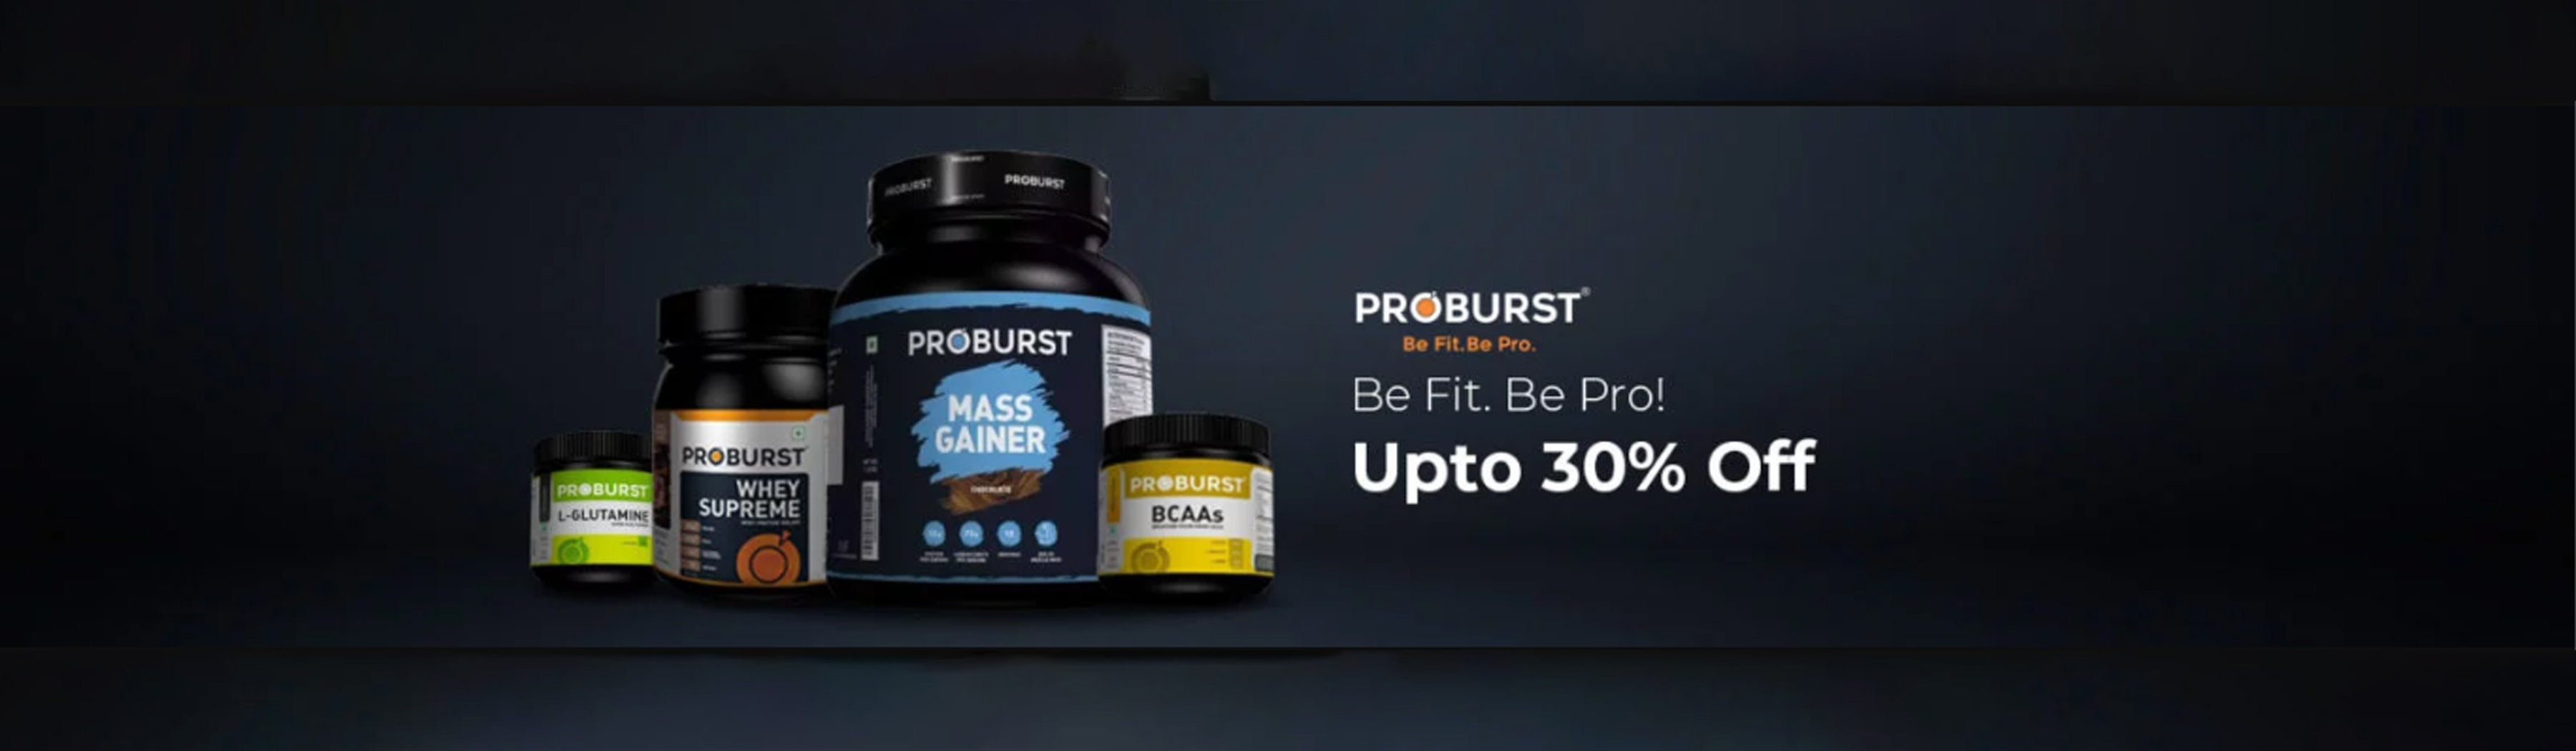 PROBURST
PROBURST
PROBURST
MASS
GAINER
CHOCOLATE
PROBURST
WHEY
SUPREME
PROBURST
L-GLUTAMINE
PROBURST
BCAAs
PROBURST®
Be Fit.Be Pro.
Be Fit. Be Pro!
Upto 30% Off